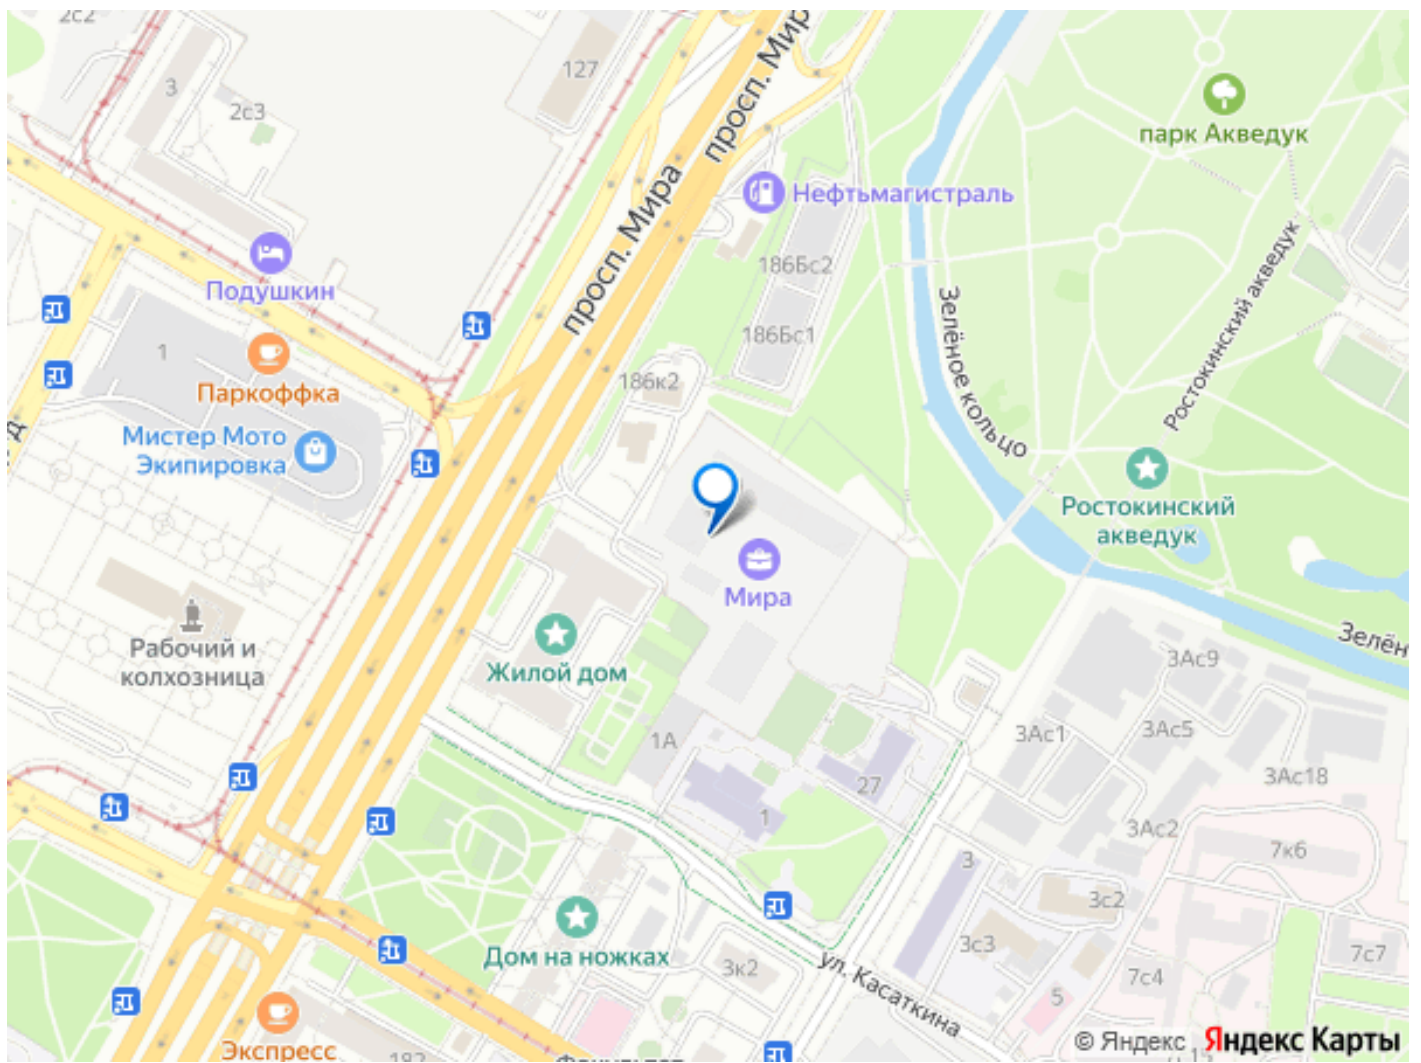 2с2
просп. Мира
127
3
2с3
парк Акведук
просп. Мира
Нефтьмагистраль
Подушкин
186Бс2
Ростокинский акведук
Зелёное кольцо
1
186Бс1
Паркоффка
186к2
Мистер Мото
Экипировка
Ростокинский
акведук
Мира
Рабочий и
колхозница
Жилой дом
Зелён
3Ас9
1А
3Ас1
3Ас5
27
3Ас18
1
3Ас2
7к6
3
3с2
Дом на ножках
3к2
3с3
7с4
7с7
ул. Касаткина
5
Экспресс
182
© Яндекс
Яндекс Карты